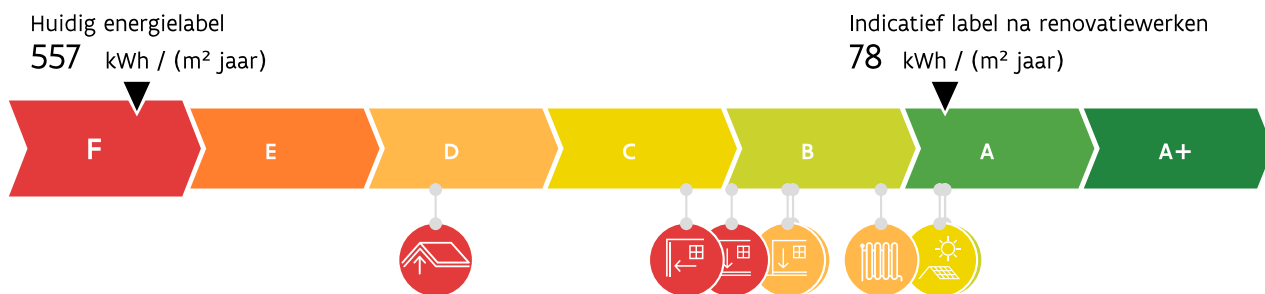 Huidig energielabel
557 kWh / (m² jaar)
Indicatief label na renovatiewerken
78 kWh / (m² jaar)
F E D C B A A+